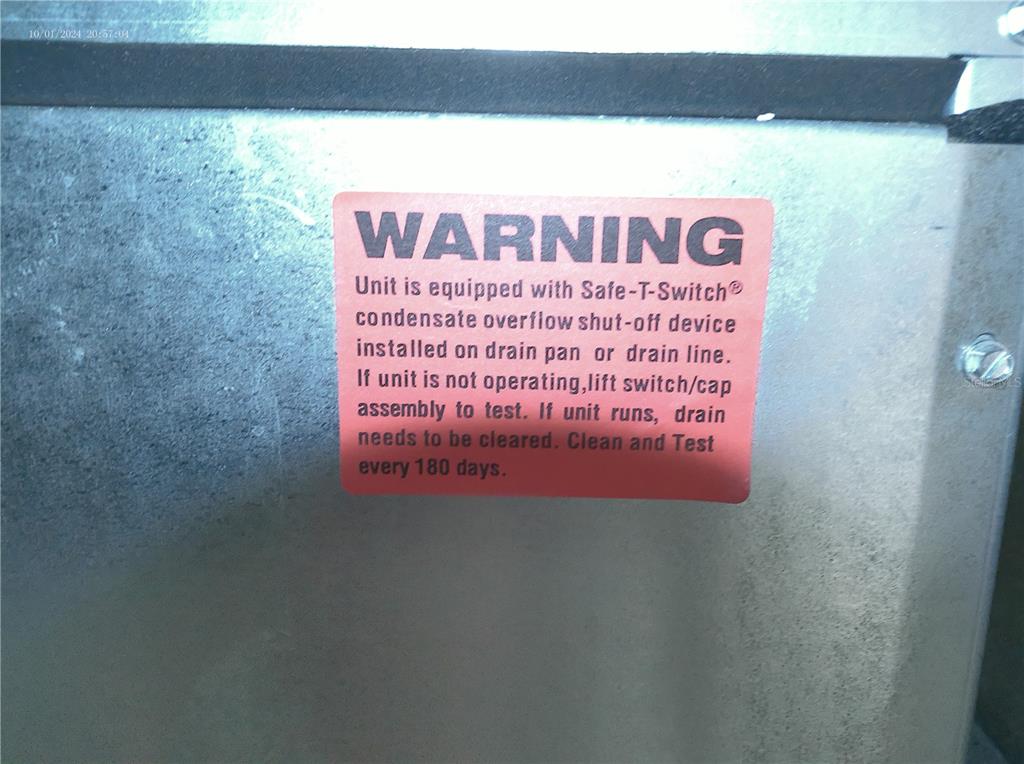 10/01/2024 20:57:04
WARNING
Unit is equipped with Safe-T-Switch®
condensate overflow shut-off device
installed on drain pan or drain line.
If unit is not operating,lift switch/cap
assembly to test. If unit runs, drain
needs to be cleared. Clean and Test
every 180 days.
StellarMLS